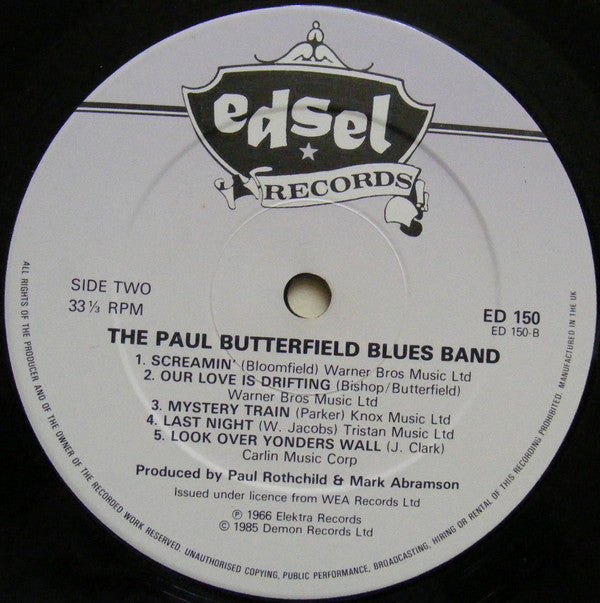 edsel
RECORDS
SIDE TWO
33⅓ RPM
ED 150
ED 150-B
THE PAUL BUTTERFIELD BLUES BAND
1. SCREAMIN' (Bloomfield) Warner Bros Music Ltd
2. OUR LOVE IS DRIFTING (Bishop/Butterfield)
Warner Bros Music Ltd
3. MYSTERY TRAIN (Parker) Knox Music Ltd
4. LAST NIGHT (W. Jacobs) Tristan Music Ltd
5. LOOK OVER YONDERS WALL (J. Clark)
Carlin Music Corp
Produced by Paul Rothchild & Mark Abramson
Issued under licence from WEA Records Ltd
℗ 1966 Elektra Records
© 1985 Demon Records Ltd
ALL RIGHTS OF THE PRODUCER AND OF THE OWNER OF THE RECORDED WORK RESERVED. UNAUTHORISED COPYING, PUBLIC PERFORMANCE, BROADCASTING, HIRING OR RENTAL OF THIS RECORDING PROHIBITED. MANUFACTURED IN THE UK